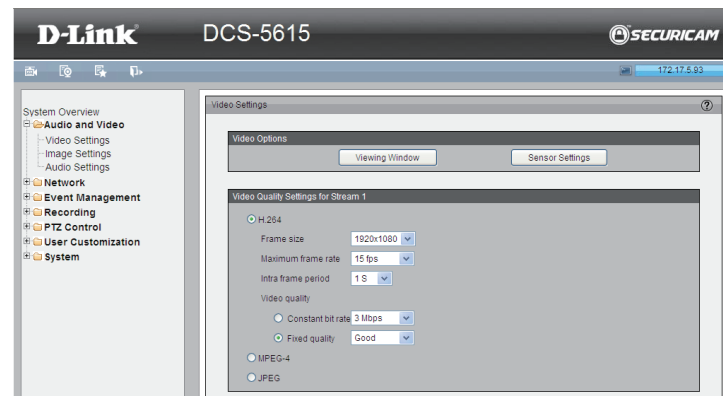 D-Link
DCS-5615
SECURICAM
172.17.5.93
System Overview
Audio and Video
Video Settings
Image Settings
Audio Settings
Network
Event Management
Recording
PTZ Control
User Customization
System
Video Settings
Video Options
Viewing Window
Sensor Settings
Video Quality Settings for Stream 1
H.264
Frame size 1920x1080
Maximum frame rate 15 fps
Intra frame period 1 S
Video quality
Constant bit rate 3 Mbps
Fixed quality Good
MPEG-4
JPEG